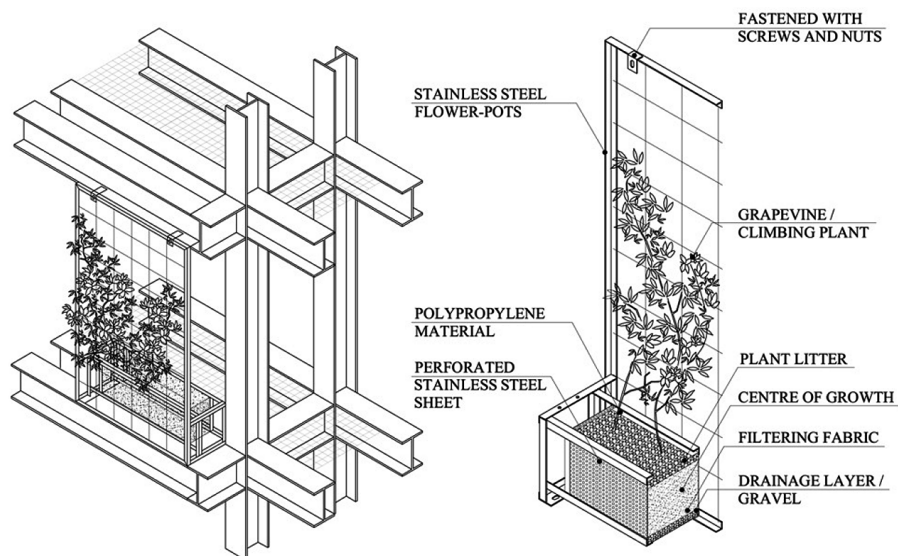 FASTENED WITH
SCREWS AND NUTS
STAINLESS STEEL
FLOWER-POTS
GRAPEVINE /
CLIMBING PLANT
POLYPROPYLENE
MATERIAL
PERFORATED
STAINLESS STEEL
SHEET
PLANT LITTER
CENTRE OF GROWTH
FILTERING FABRIC
DRAINAGE LAYER /
GRAVEL